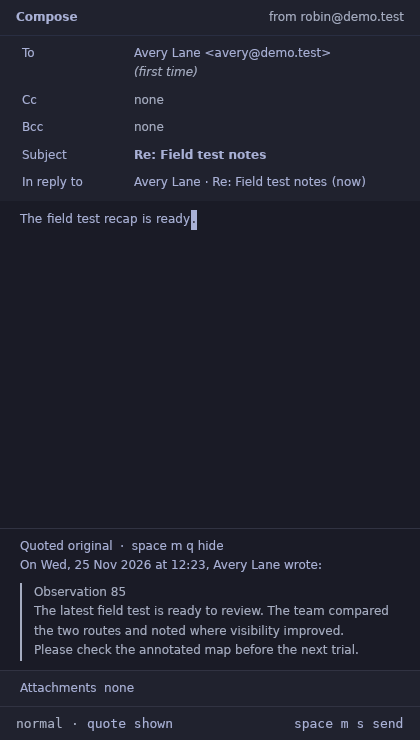 Compose from robin@demo.test
To Avery Lane <avery@demo.test>
(first time)
Cc none
Bcc none
Subject Re: Field test notes
In reply to Avery Lane · Re: Field test notes (now)
The field test recap is ready.
Quoted original · space m q hide
On Wed, 25 Nov 2026 at 12:23, Avery Lane wrote:
Observation 85
The latest field test is ready to review. The team compared
the two routes and noted where visibility improved.
Please check the annotated map before the next trial.
Attachments none
normal · quote shown space m s send